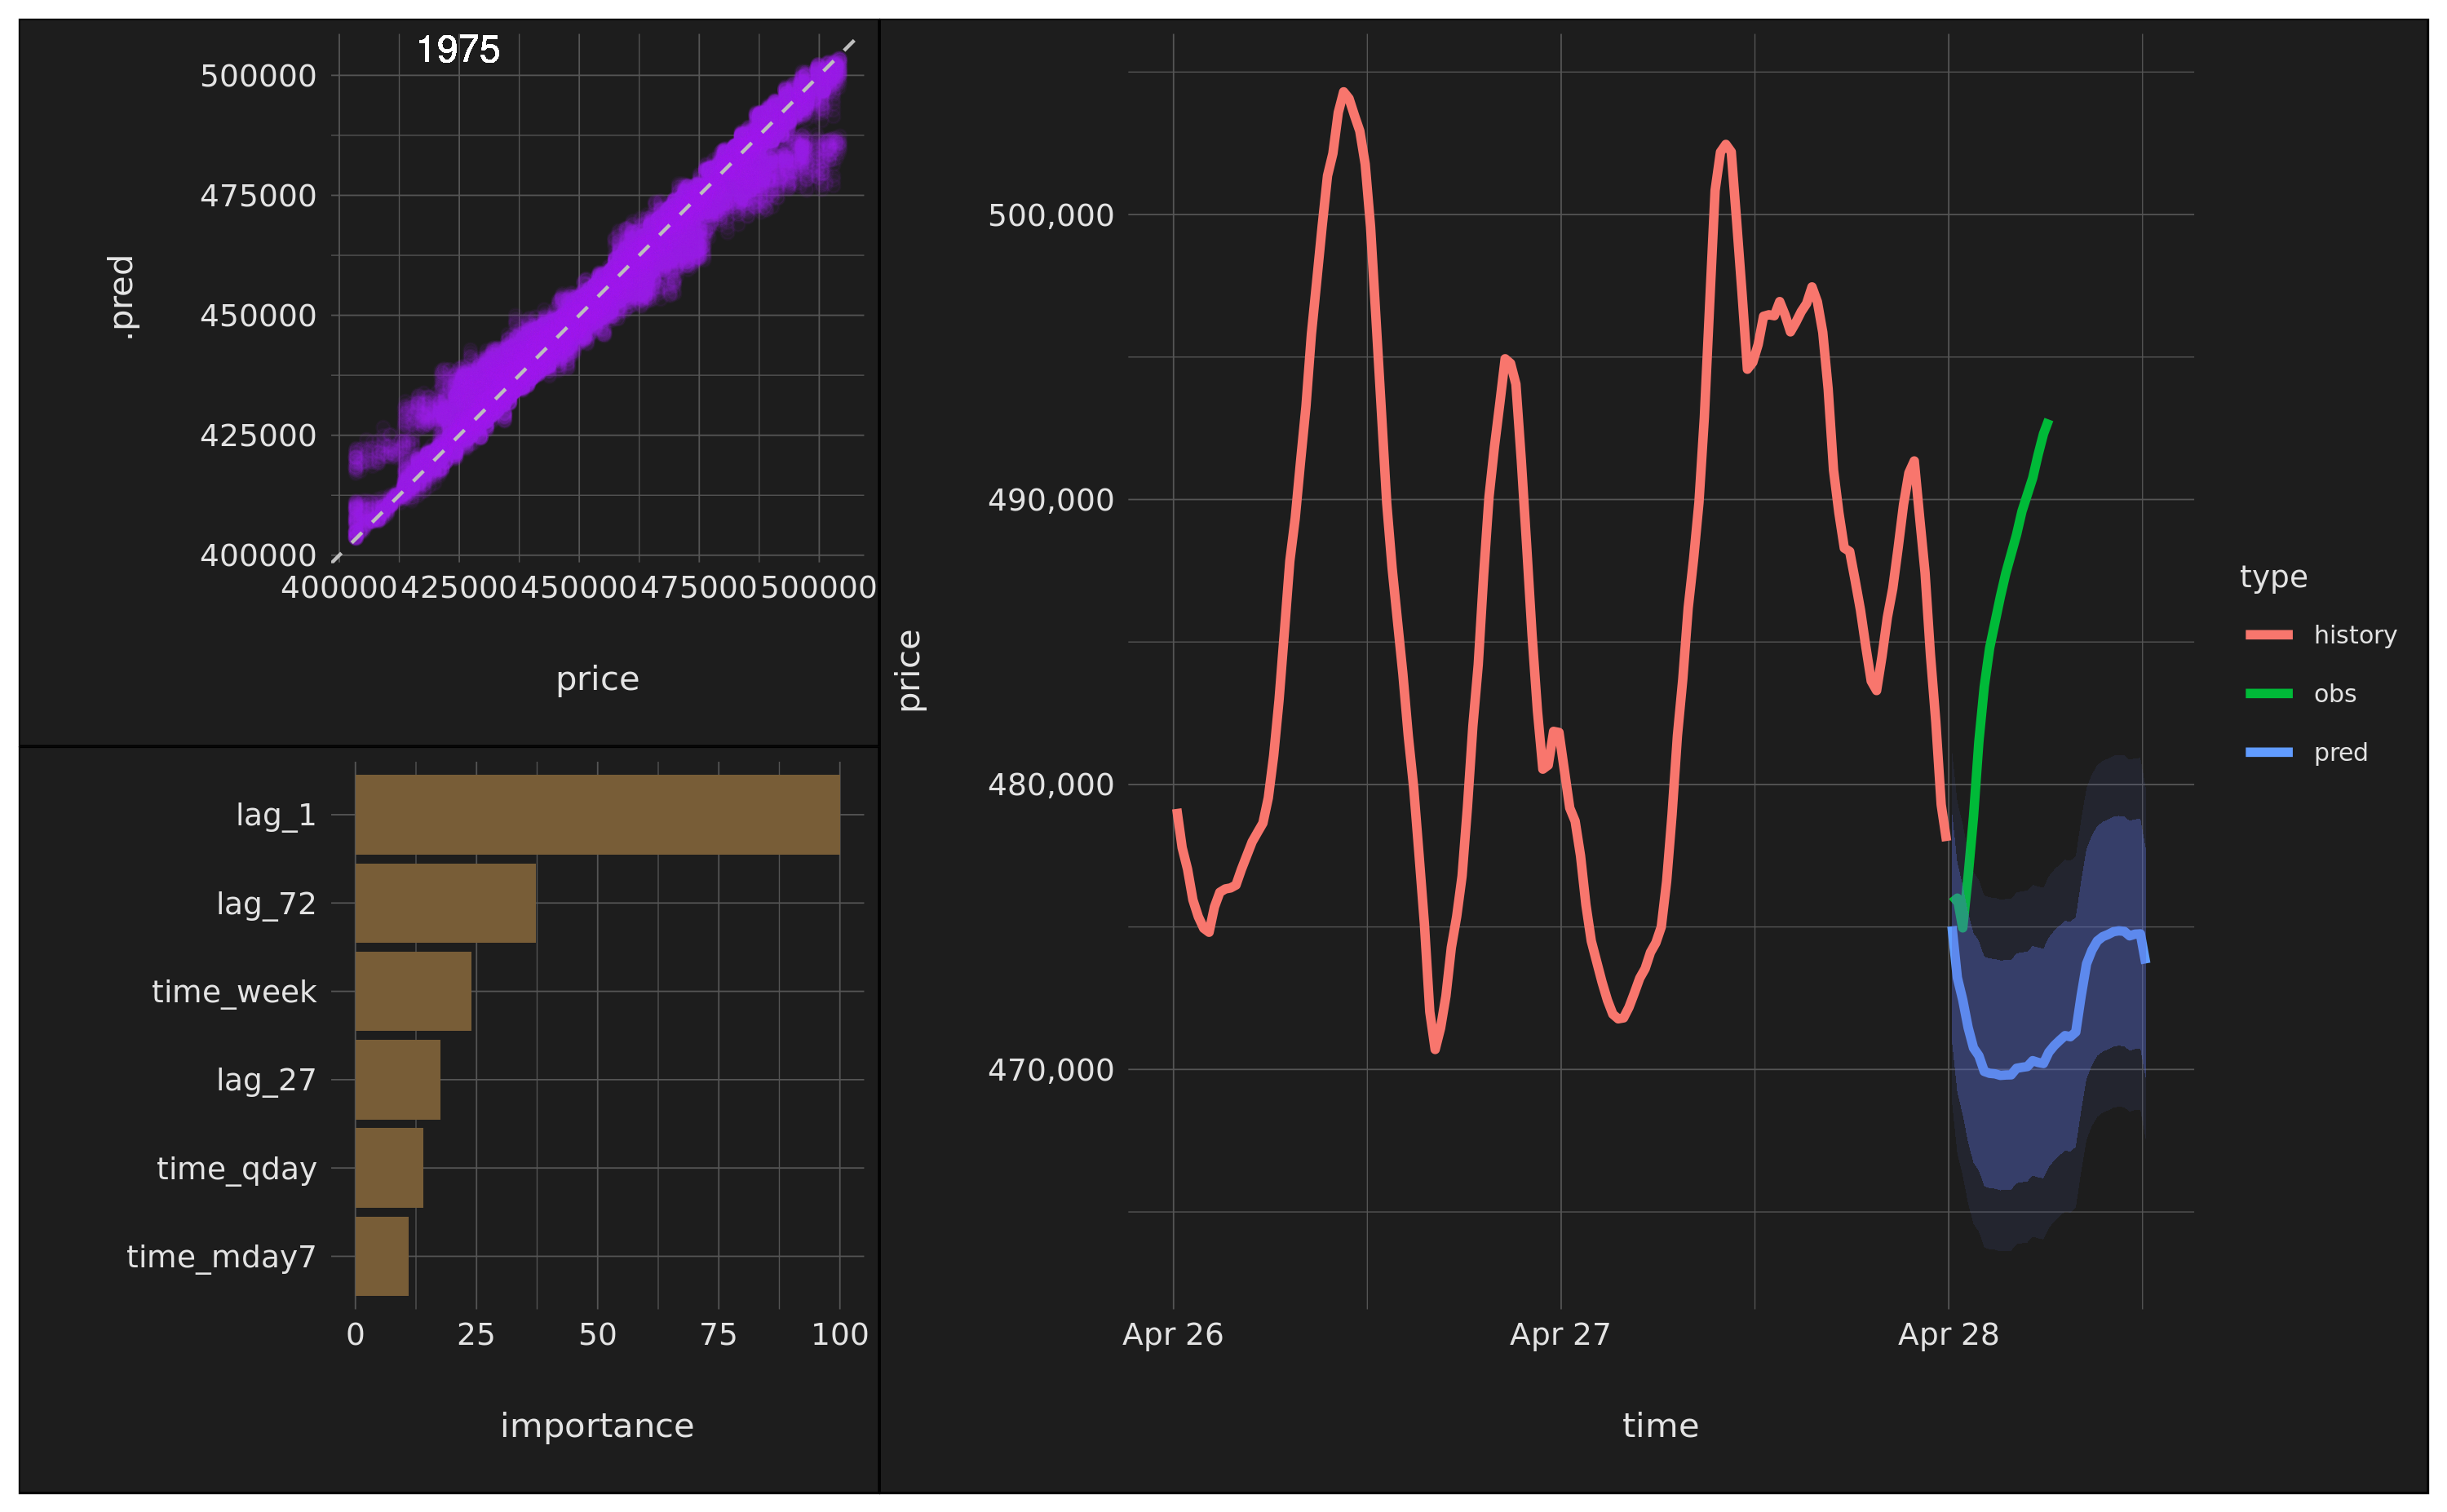 1975
500000
475000
450000
425000
400000
.pred
400000 425000 450000 475000 500000
price
lag_1
lag_72
time_week
lag_27
time_qday
time_mday7
0 25 50 75 100
importance
500,000
490,000
480,000
470,000
price
Apr 26 Apr 27 Apr 28
time
type
history
obs
pred